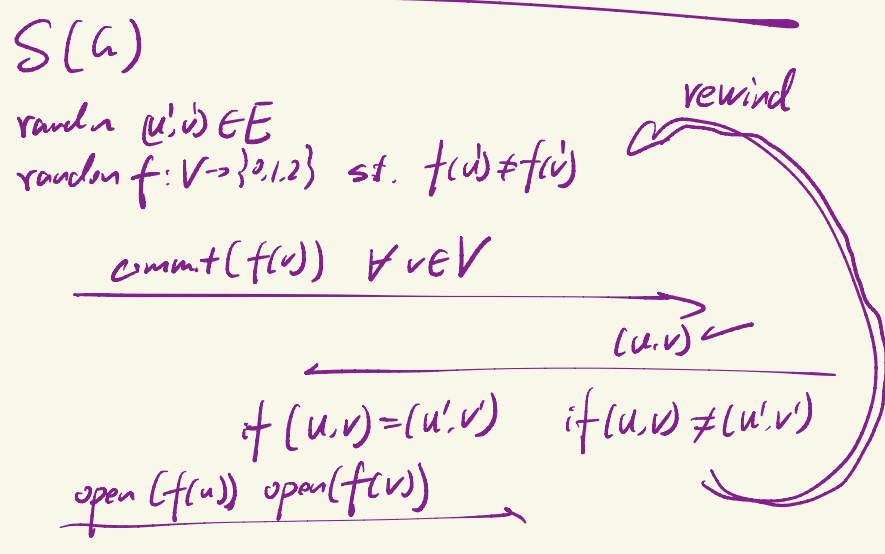 S(G)
rewind
random (u',v') ∈ E
random f: V→{0,1,2} s.t. f(u') ≠ f(v')
commit(f(v)) ∀ v∈V
(u,v) ←
if (u,v) = (u',v') if (u,v) ≠ (u',v')
open(f(u)) open(f(v))